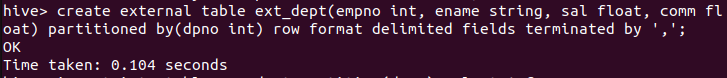 hive> create external table ext_dept(empno int, ename string, sal float, comm fl
oat) partitioned by(dpno int) row format delimited fields terminated by ',';
OK
Time taken: 0.104 seconds